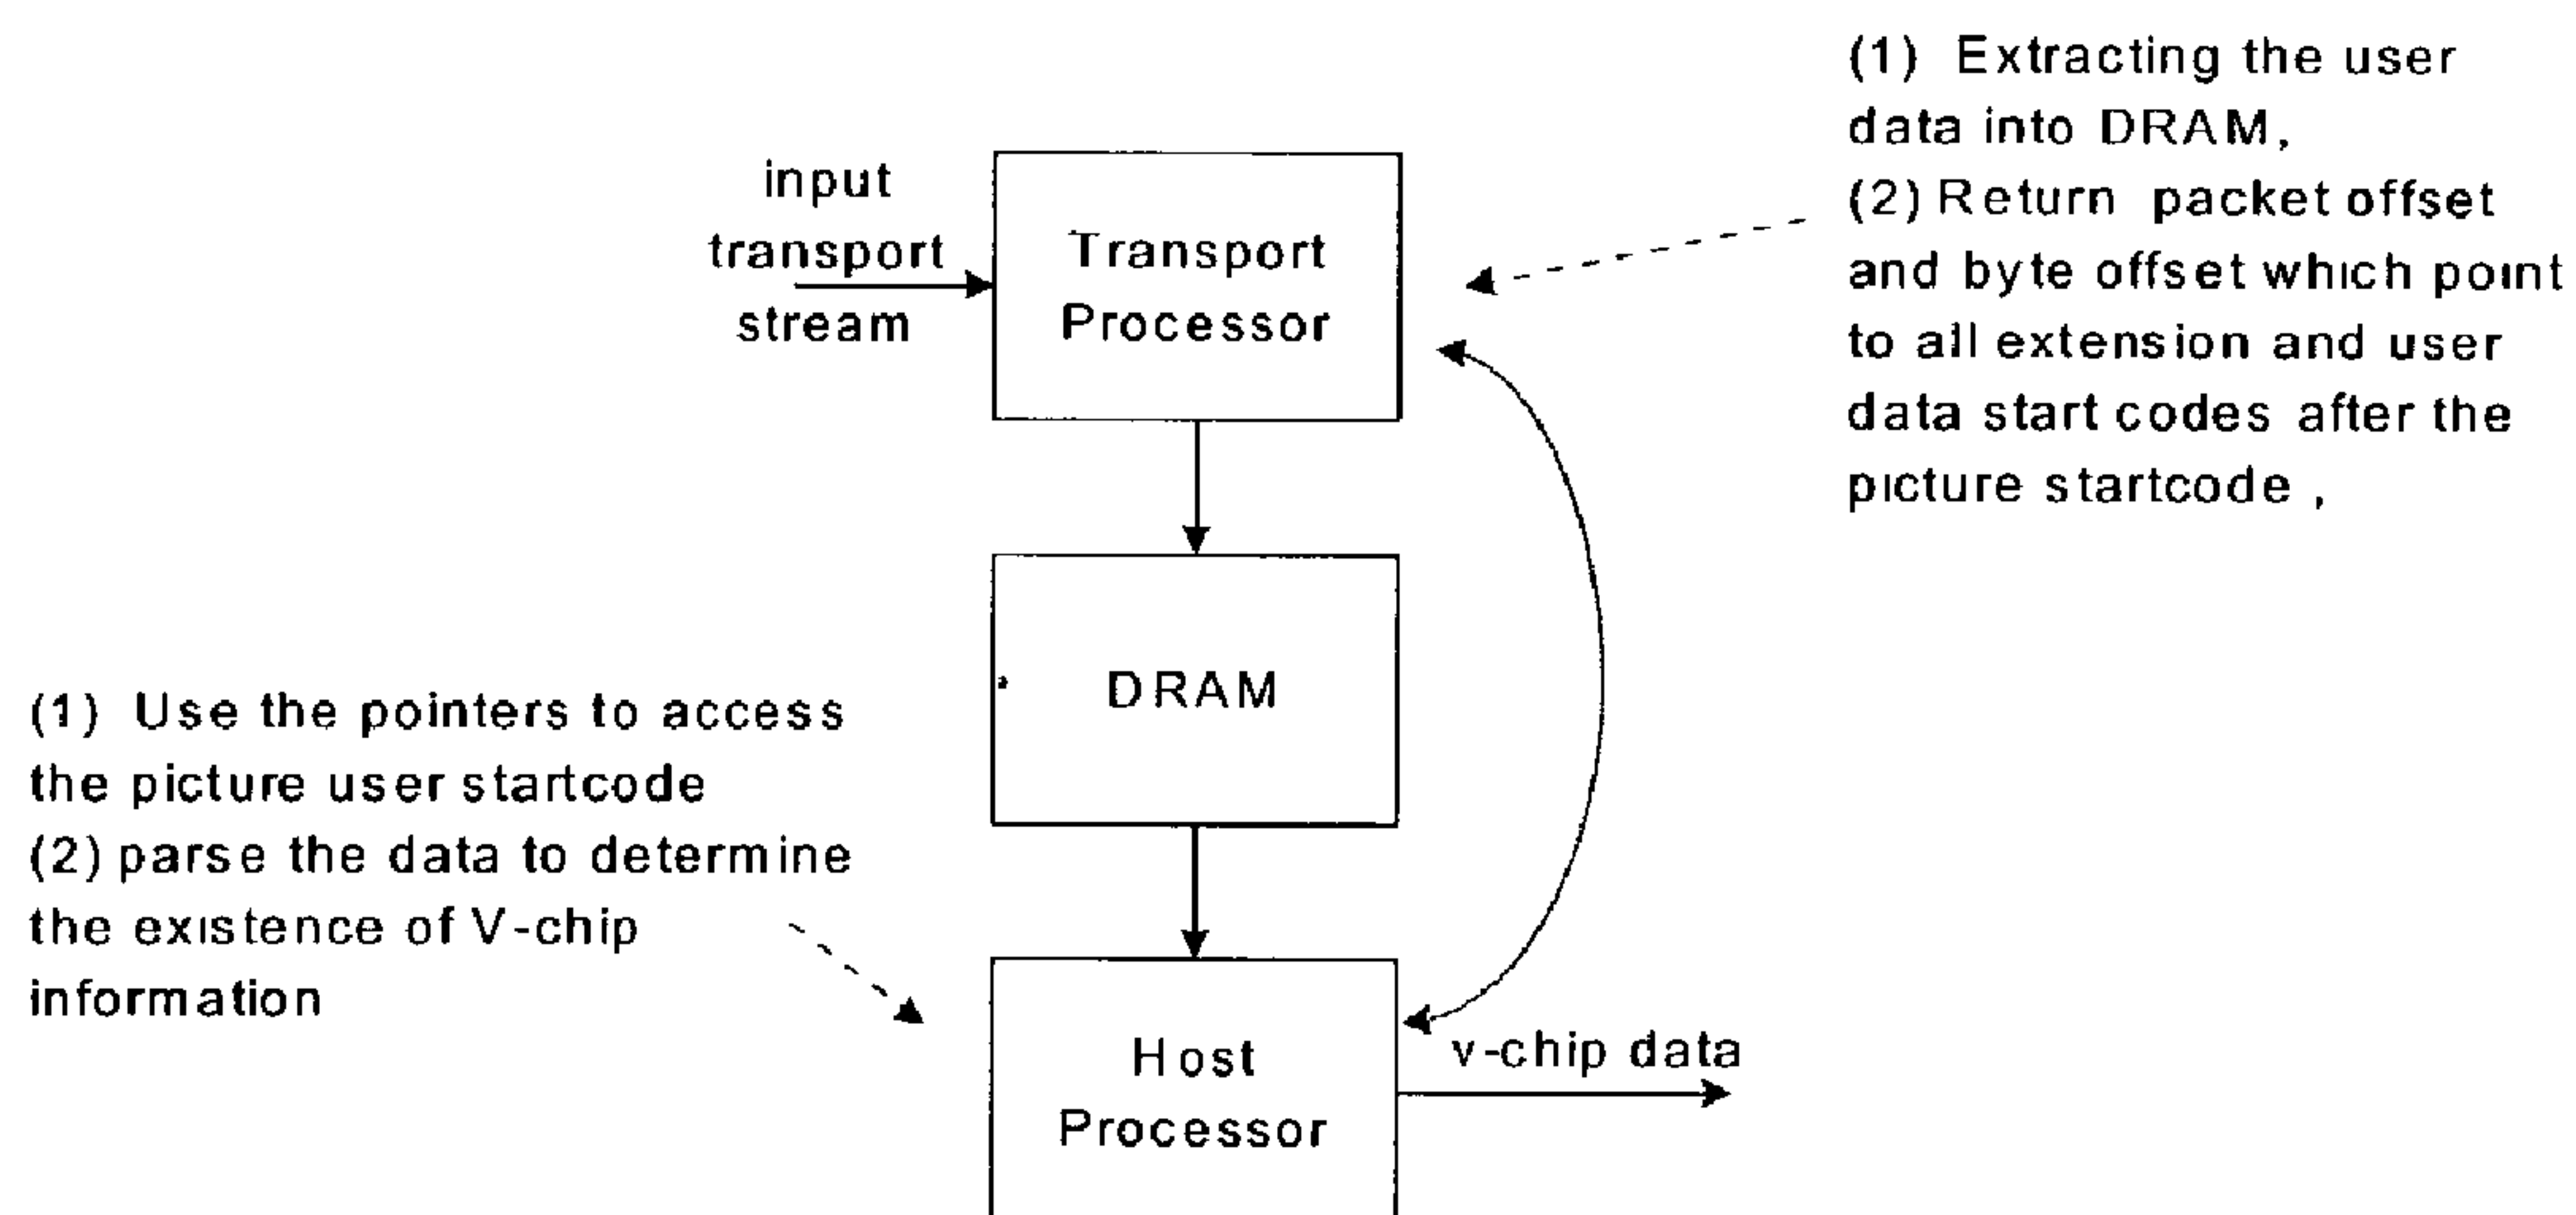 input
transport
stream
Transport
Processor
(1) Extracting the user
data into DRAM,
(2) Return packet offset
and byte offset which point
to all extension and user
data start codes after the
picture startcode ,
DRAM
(1) Use the pointers to access
the picture user startcode
(2) parse the data to determine
the existence of V-chip
information
Host
Processor
v-chip data